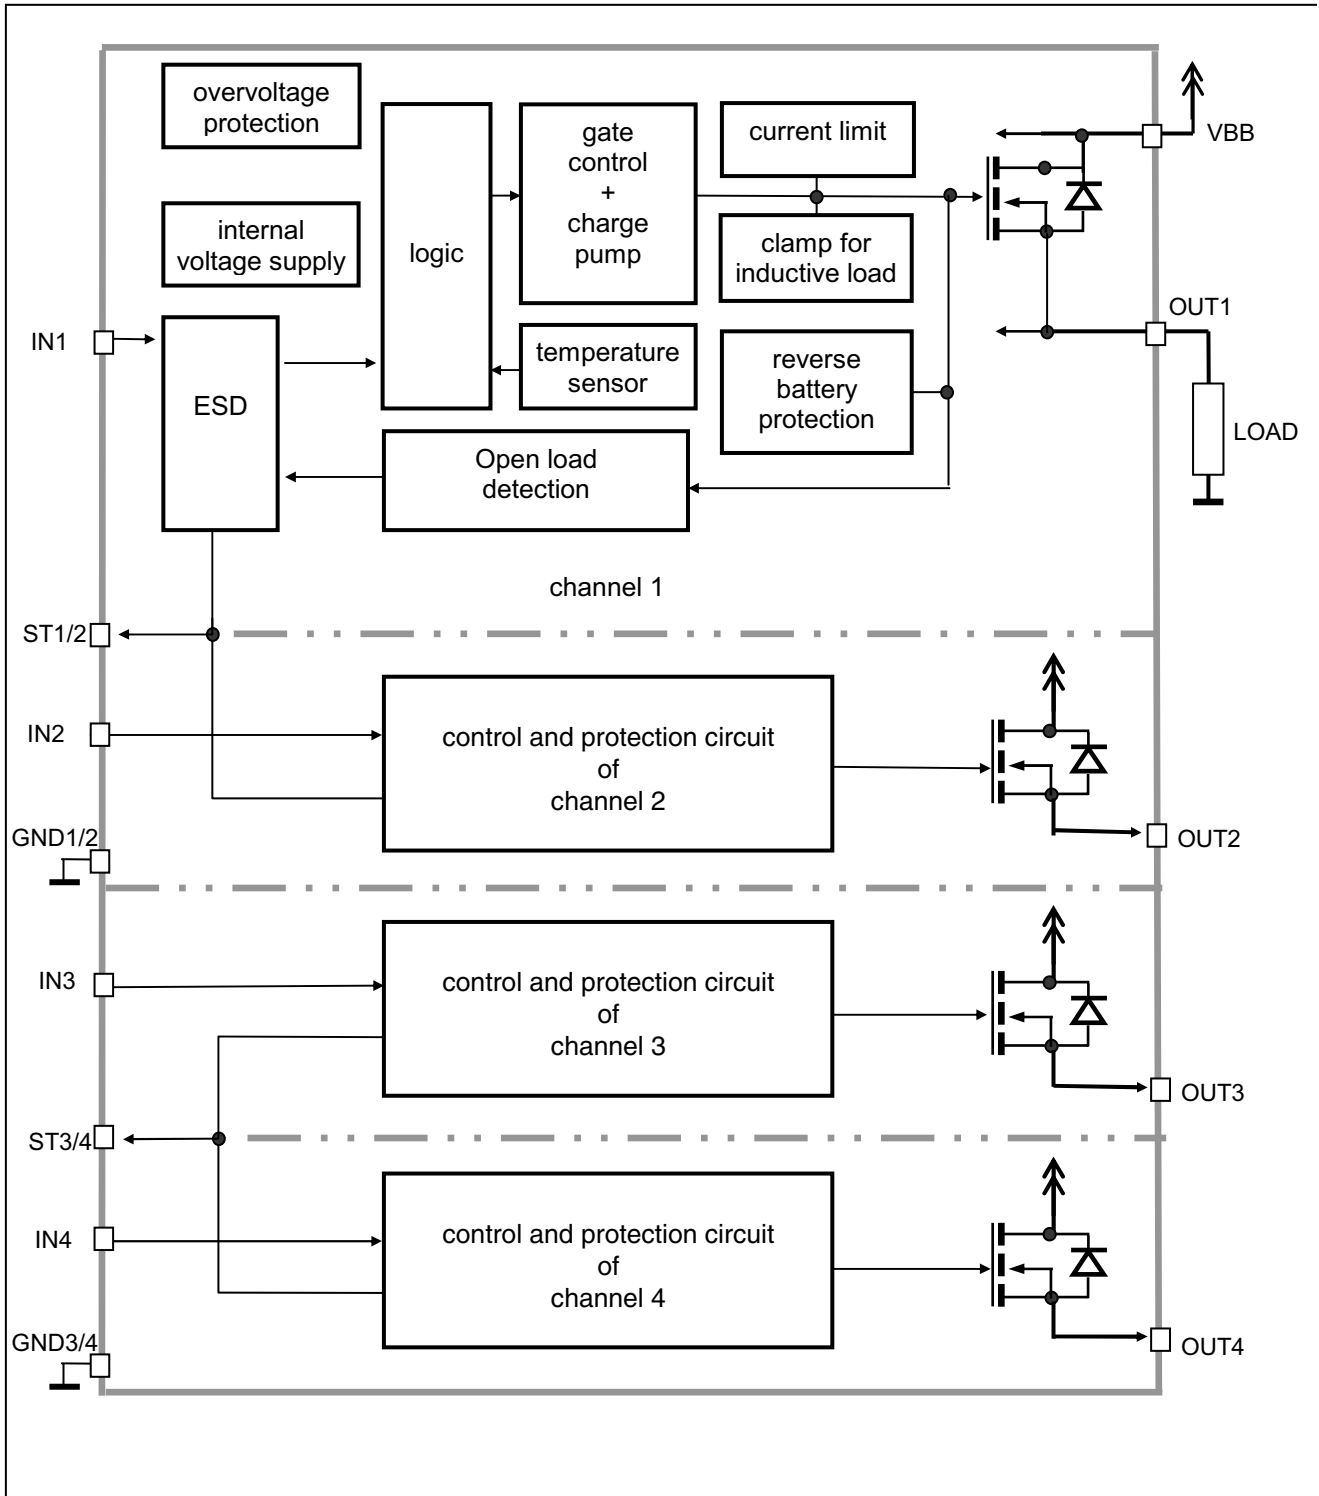 overvoltage
protection
internal
voltage supply
logic
gate
control
+
charge
pump
current limit
clamp for
inductive load
VBB
IN1
ESD
temperature
sensor
reverse
battery
protection
OUT1
LOAD
Open load
detection
channel 1
ST1/2
IN2
control and protection circuit
of
channel 2
GND1/2
OUT2
IN3
control and protection circuit
of
channel 3
OUT3
ST3/4
IN4
control and protection circuit
of
channel 4
GND3/4
OUT4